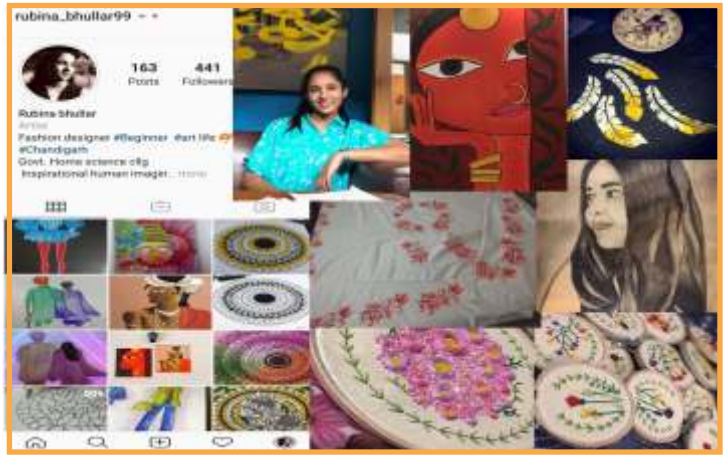 rubina_bhullar99
163 441
Posts Followers
Rubina bhullar
Artist
Fashion designer #Beginner #art life
#Chandigarh
Govt. Home science cllg
Inspirational human imagin... more